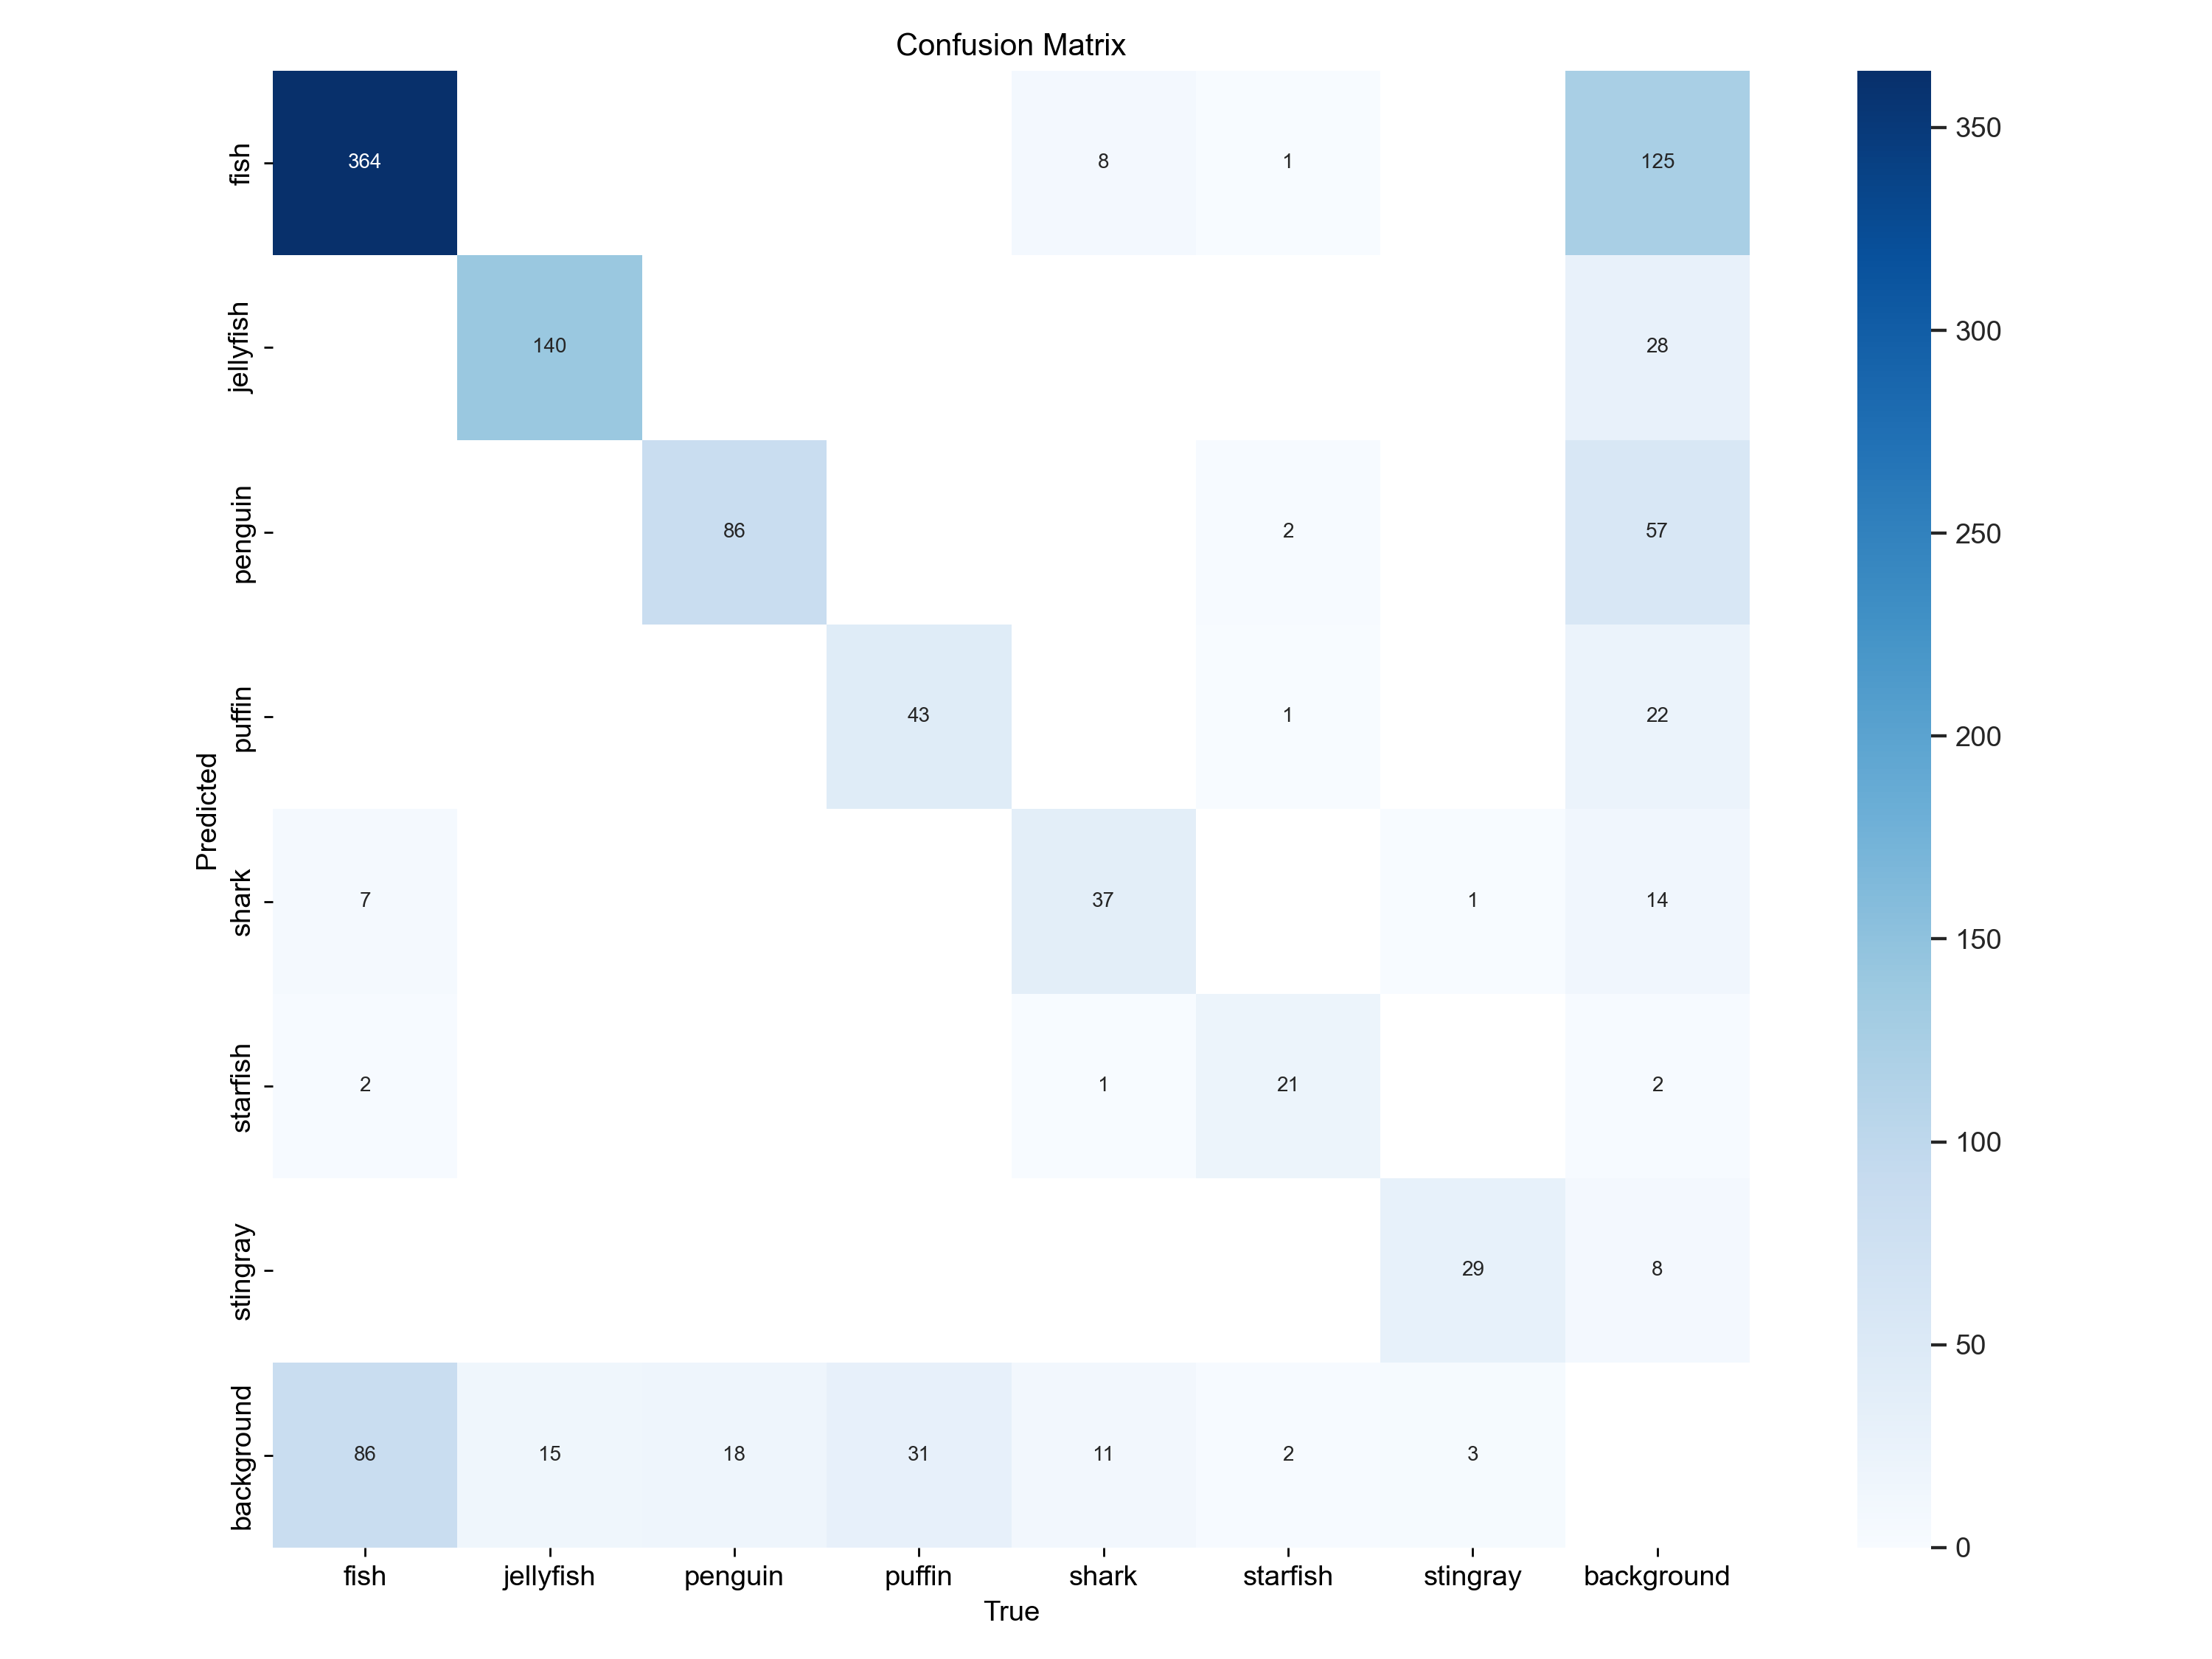 Confusion Matrix
fish 364 8 1 125
jellyfish 140 28
penguin 86 2 57
puffin 43 1 22
shark 7 37 1 14
starfish 2 1 21 2
stingray 29 8
background 86 15 18 31 11 2 3
fish jellyfish penguin puffin shark starfish stingray background
True
Predicted
350
300
250
200
150
100
50
0